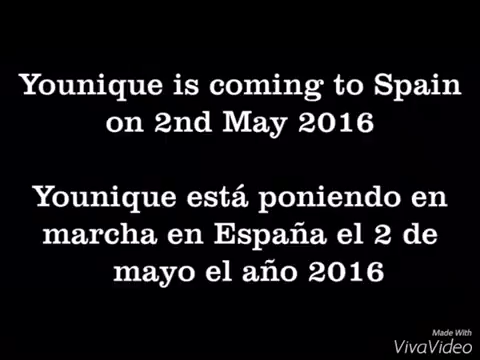 Younique is coming to Spain
on 2nd May 2016
Younique está poniendo en
marcha en España el 2 de
mayo el año 2016
Made With
VivaVideo